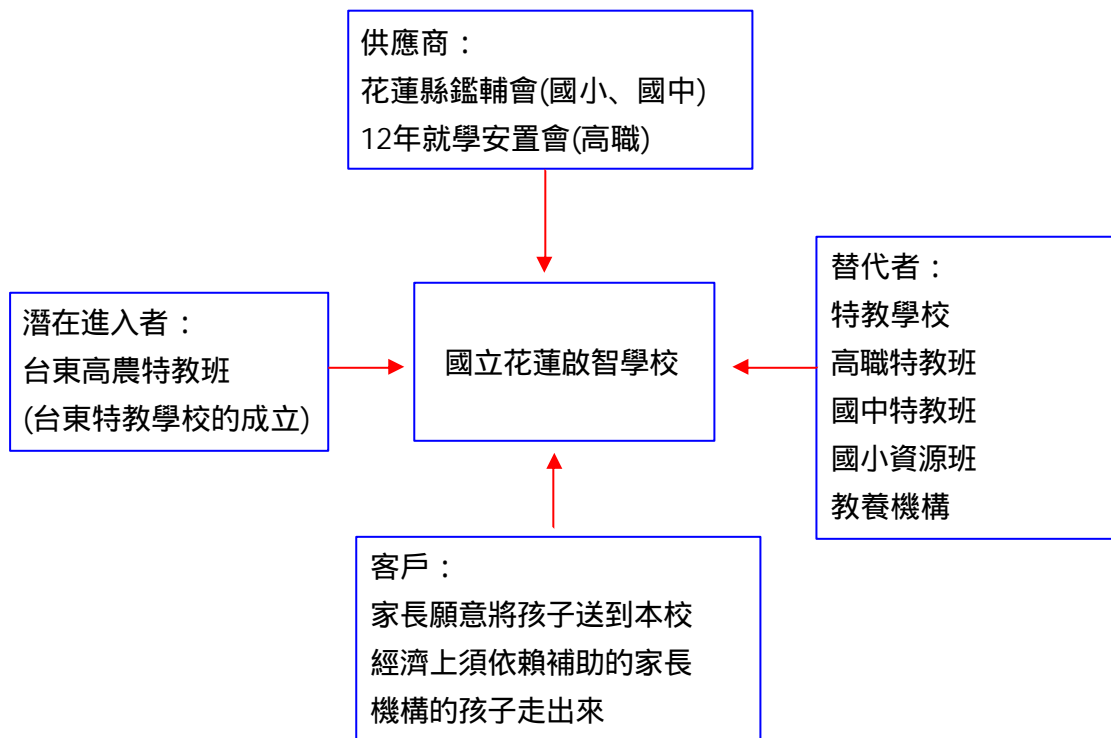 供應商：
花蓮縣鑑輔會(國小、國中)
12年就學安置會(高職)
潛在進入者：
台東高農特教班
(台東特教學校的成立)
國立花蓮啟智學校
替代者：
特教學校
高職特教班
國中特教班
國小資源班
教養機構
客戶：
家長願意將孩子送到本校
經濟上須依賴補助的家長
機構的孩子走出來